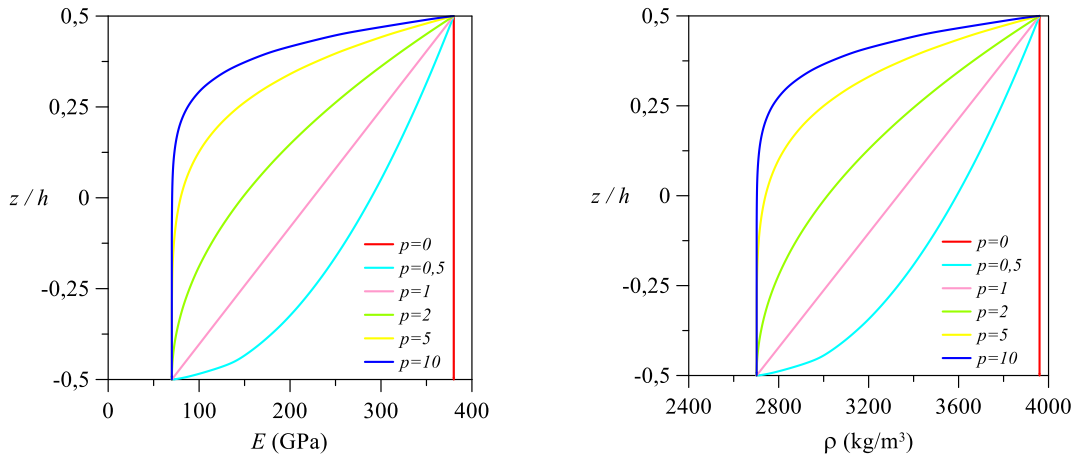 0,5
0,25
0
-0,25
-0,5
z / h
p=0
p=0,5
p=1
p=2
p=5
p=10
0 100 200 300 400
E (GPa)
0,5
0,25
0
-0,25
-0,5
z / h
p=0
p=0,5
p=1
p=2
p=5
p=10
2400 2800 3200 3600 4000
ρ (kg/m³)